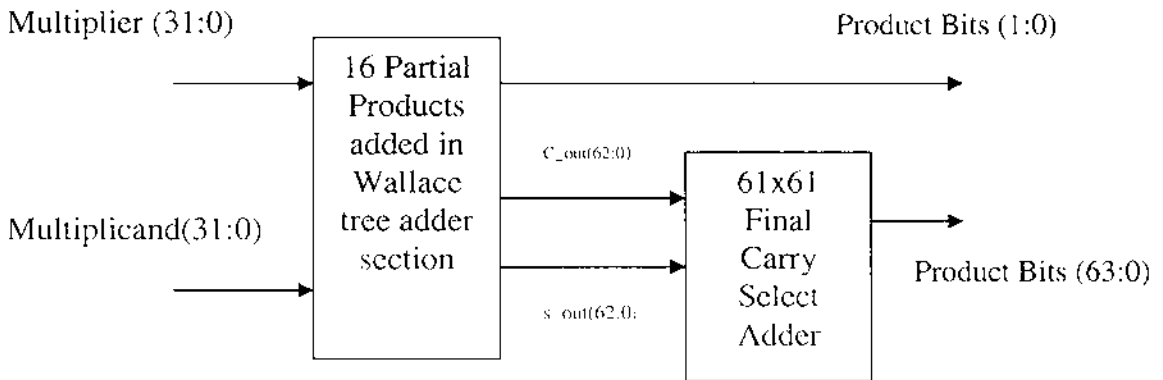 Multiplier (31:0)
Product Bits (1:0)
16 Partial
Products
added in
Wallace
tree adder
section
C_out(62:0)
61x61
Final
Carry
Select
Adder
Multiplicand(31:0)
Product Bits (63:0)
s_out(62:0)